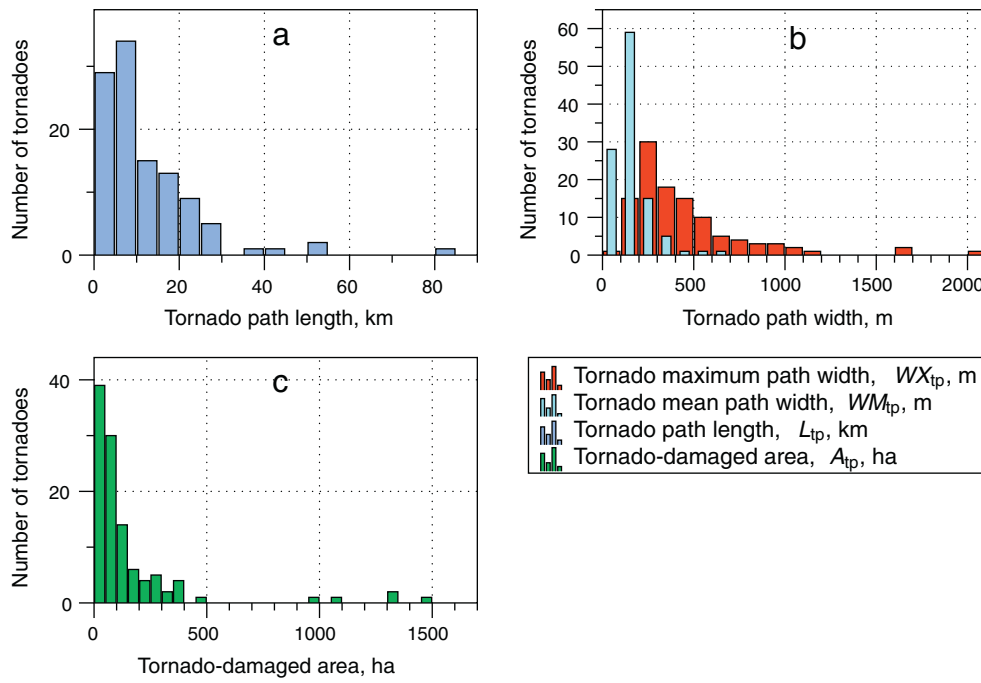 a
Number of tornadoes
20
0
0 20 40 60 80
Tornado path length, km
b
Number of tornadoes
60
50
40
30
20
10
0
0 500 1000 1500 2000
Tornado path width, m
c
Number of tornadoes
40
20
0
0 500 1000 1500
Tornado-damaged area, ha
Tornado maximum path width, WXtp, m
Tornado mean path width, WMtp, m
Tornado path length, Ltp, km
Tornado-damaged area, Atp, ha